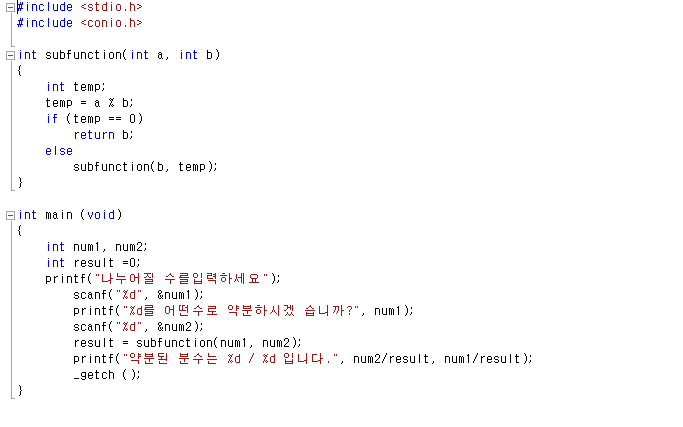 #include <stdio.h>
#include <conio.h>
int subfunction(int a, int b)
{
int temp;
temp = a % b;
if (temp == 0)
return b;
else
subfunction(b, temp);
}
int main (void)
{
int num1, num2;
int result =0;
printf("나누어질 수를입력하세요");
scanf("%d", &num1);
printf("%d를 어떤수로 약분하시겠 습니까?", num1);
scanf("%d", &num2);
result = subfunction(num1, num2);
printf("약분된 분수는 %d / %d 입니다.", num2/result, num1/result);
_getch ();
}